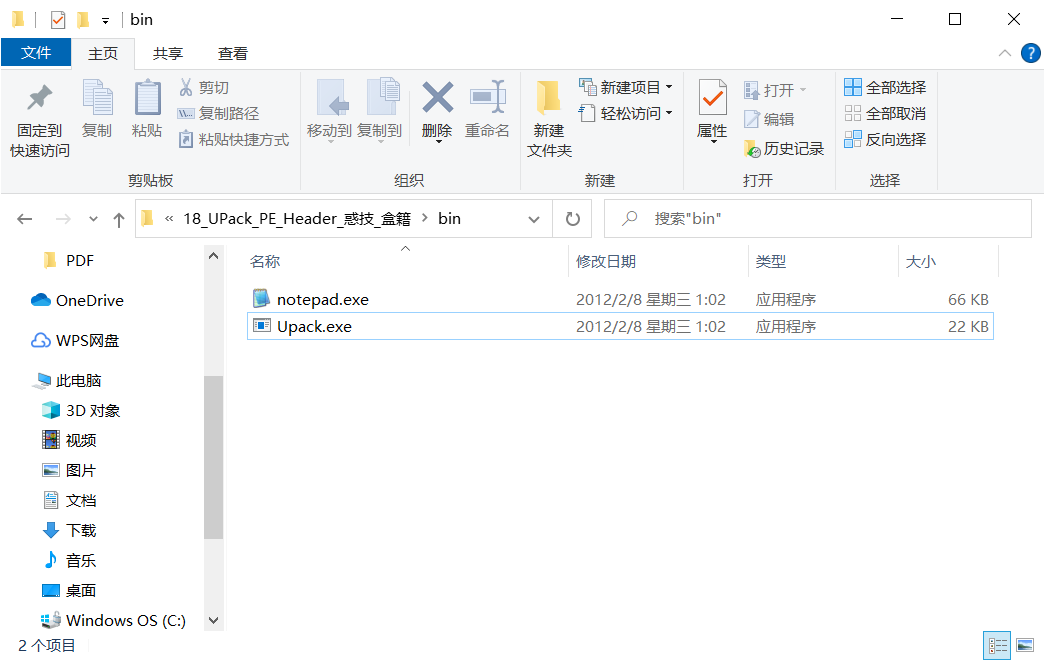 bin
文件 主页 共享 查看
固定到快速访问
复制
粘贴
剪切
复制路径
粘贴快捷方式
剪贴板
移动到
复制到
删除
重命名
组织
新建文件夹
新建项目
轻松访问
新建
属性
打开
编辑
历史记录
打开
全部选择
全部取消
反向选择
选择
« 18_UPack_PE_Header_惑技_盒籍 > bin
搜索"bin"
PDF
OneDrive
WPS网盘
此电脑
3D 对象
视频
图片
文档
下载
音乐
桌面
Windows OS (C:)
名称 修改日期 类型 大小
notepad.exe 2012/2/8 星期三 1:02 应用程序 66 KB
Upack.exe 2012/2/8 星期三 1:02 应用程序 22 KB
2 个项目